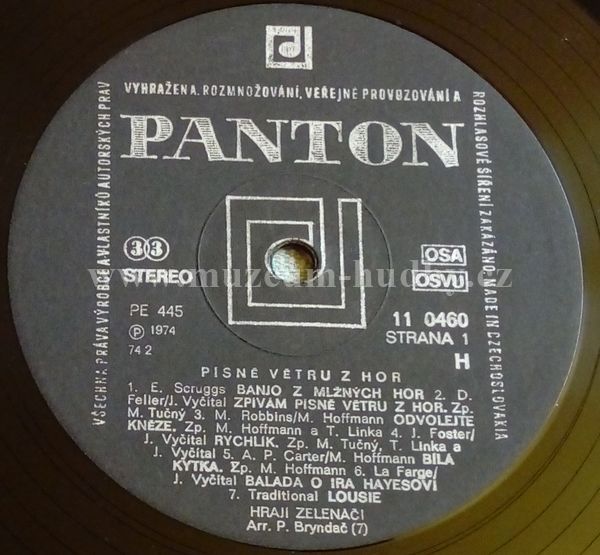 VYHRAŽENA. ROZMNOŽOVÁNÍ, VEŘEJNÉ PROVOZOVÁNÍ A
ROZHLASOVÉ ŠÍŘENÍ ZAKÁZÁNO MADE IN CZECHOSLOVAKIA
VŠECHNA PRÁVA VÝROBCE A VLASTNÍKŮ AUTORSKÝCH PRÁV
PANTON
33
STEREO
OSA
OSVU
www.muzeum-hudby.cz
PE 445
℗ 1974
74 2
11 0460
STRANA 1
H
PÍSNĚ VĚTRU Z HOR
1. E. Scruggs BANJO Z MLŽNÝCH HOR 2. D.
Feller/J. Vyčítal ZPÍVÁM PÍSNĚ VĚTRU Z HOR. Zp.
M. Tučný 3. M. Robbins/M. Hoffmann ODVOLEJTE
KNĚZE. Zp. M. Hoffmann a T. Linka 4. J. Foster/
J. Vyčítal RYCHLÍK. Zp. M. Tučný, T. Linka a
J. Vyčítal 5. A. P. Carter/M. Hoffmann BÍLÁ
KYTKA. Zp. M. Hoffmann 6. La Farge/
J. Vyčítal BALADA O IRA HAYESOVI
7. Traditional LOUSIE
HRAJÍ ZELENÁČI
Arr. P. Bryndač (7)